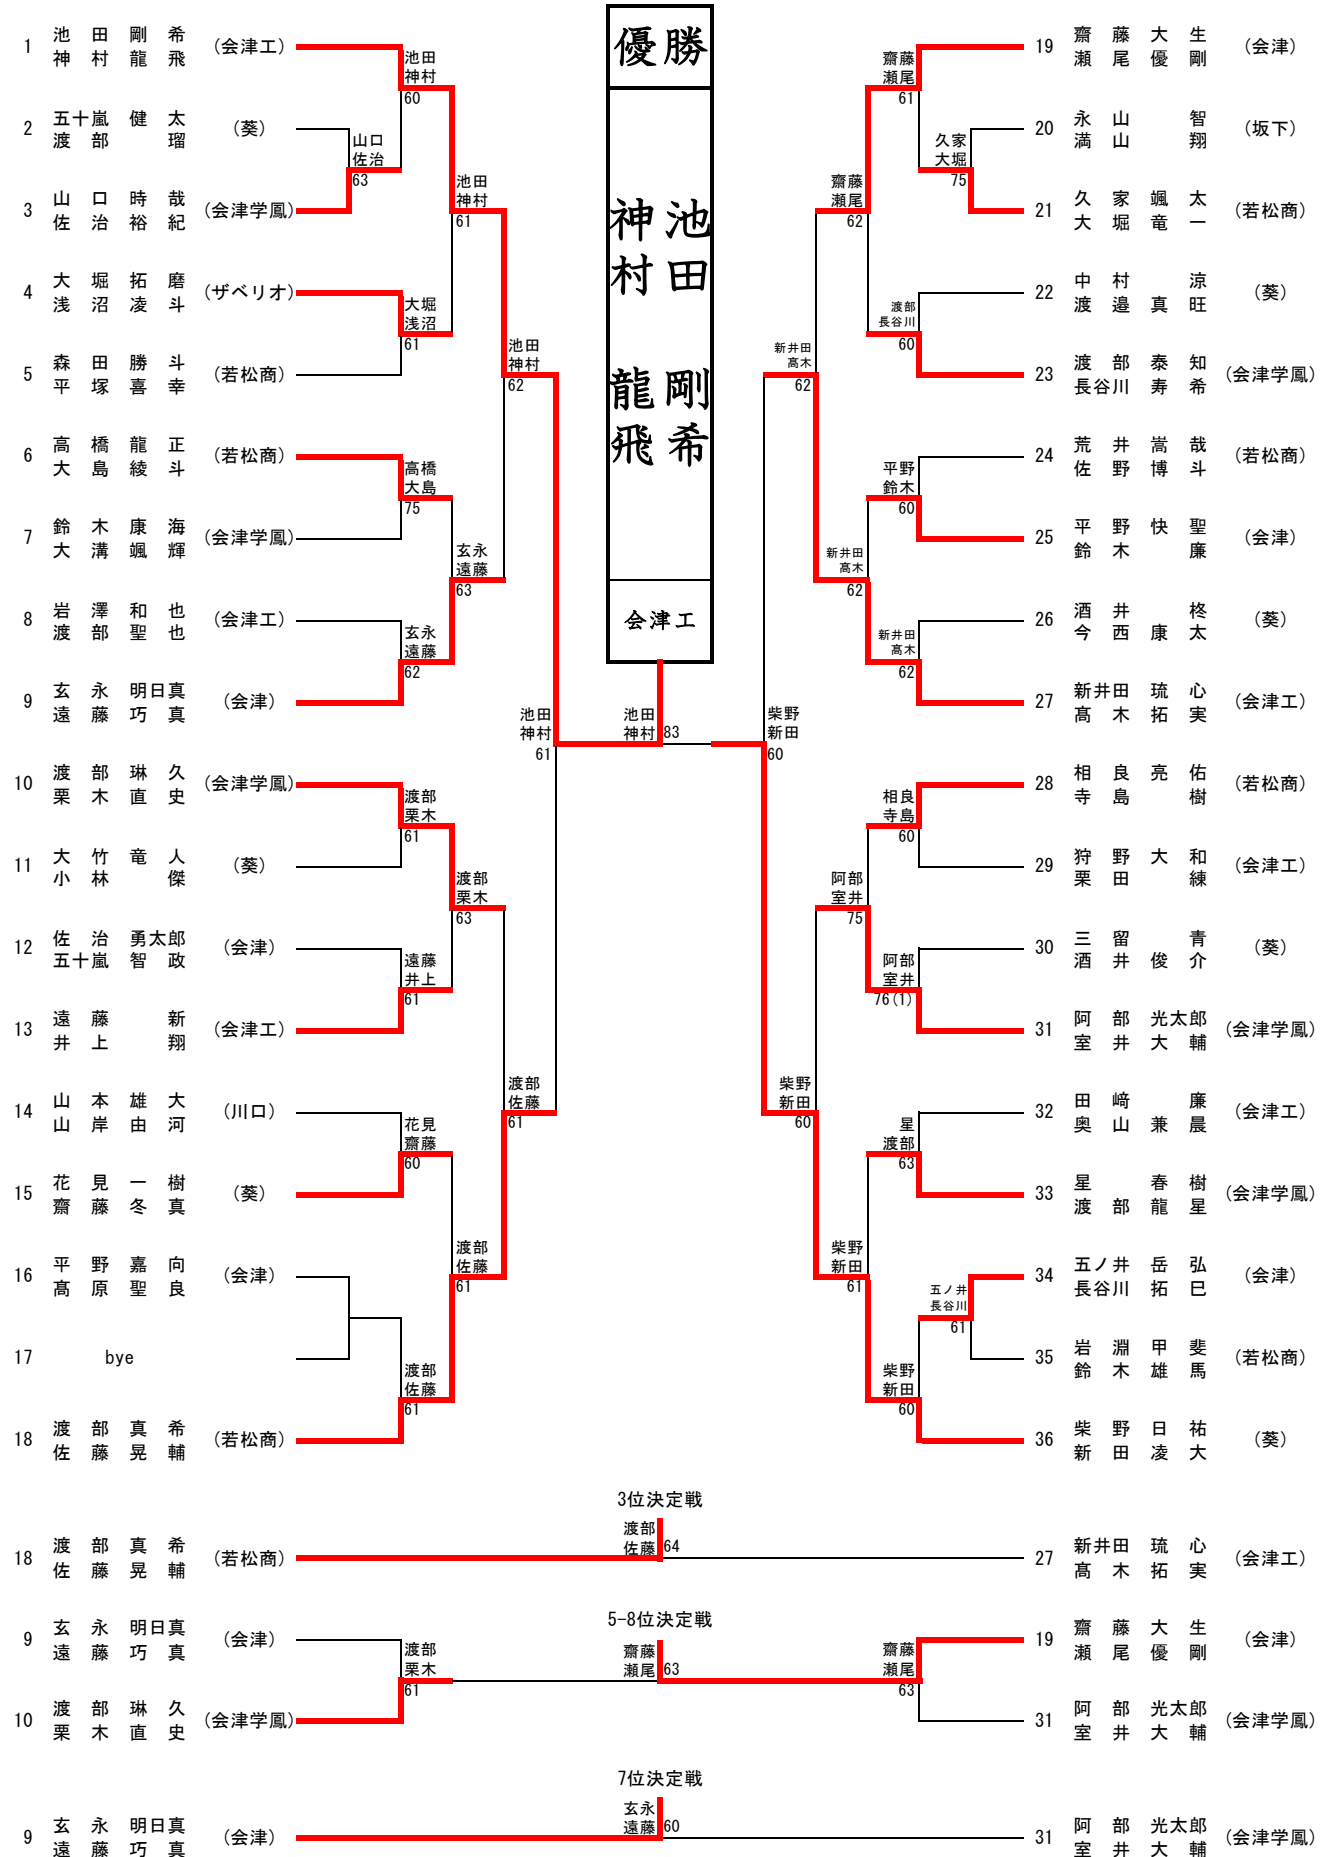 優勝
池田 剛希
神村 龍飛
会津工
1 池田剛希 (会津工)
神村龍飛
2 五十嵐健太 (葵)
渡部瑠
3 山口時哉 (会津学鳳)
佐治裕紀
4 大堀拓磨 (ザベリオ)
浅沼凌斗
5 森田勝斗 (若松商)
平塚喜幸
6 高橋龍正 (若松商)
大島綾斗
7 鈴木康海 (会津学鳳)
大溝颯輝
8 岩澤和也 (会津工)
渡部聖也
9 玄永明日真 (会津)
遠藤巧真
10 渡部琳久 (会津学鳳)
栗木直史
11 大竹竜人 (葵)
小林傑
12 佐治勇太郎 (会津)
五十嵐智政
13 遠藤新 (会津工)
井上翔
14 山本雄大 (川口)
山岸由河
15 花見一樹 (葵)
齋藤冬真
16 平野嘉向 (会津)
髙原聖良
17 bye
18 渡部真希 (若松商)
佐藤晃輔
山口
佐治
63
池田
神村
60
大堀
浅沼
61
高橋
大島
75
玄永
遠藤
62
渡部
栗木
61
遠藤
井上
61
花見
齋藤
60
渡部
佐藤
61
池田
神村
61
玄永
遠藤
63
渡部
栗木
63
渡部
佐藤
61
池田
神村
62
渡部
佐藤
61
池田
神村
61
池田
神村
83
柴野
新田
60
新井田
髙木
62
柴野
新田
60
齋藤
瀬尾
62
新井田
髙木
62
阿部
室井
75
柴野
新田
61
齋藤
瀬尾
61
渡部
長谷川
60
平野
鈴木
60
新井田
髙木
62
相良
寺島
60
阿部
室井
76(1)
星
渡部
63
柴野
新田
60
久家
大堀
75
五ノ井
長谷川
61
19 齋藤大生 (会津)
瀬尾優剛
20 永山智 (坂下)
満山翔
21 久家颯太 (若松商)
大堀竜一
22 中村涼 (葵)
渡邉真旺
23 渡部泰知 (会津学鳳)
長谷川寿希
24 荒井嵩哉 (若松商)
佐野博斗
25 平野快聖 (会津)
鈴木廉
26 酒井柊 (葵)
今西康太
27 新井田琉心 (会津工)
髙木拓実
28 相良亮佑 (若松商)
寺島樹
29 狩野大和 (会津工)
栗田練
30 三留青 (葵)
酒井俊介
31 阿部光太郎 (会津学鳳)
室井大輔
32 田﨑廉 (会津工)
奥山兼晨
33 星春樹 (会津学鳳)
渡部龍星
34 五ノ井岳弘 (会津)
長谷川拓巳
35 岩淵甲斐 (若松商)
鈴木雄馬
36 柴野日祐 (葵)
新田凌大
3位決定戦
18 渡部真希 (若松商)
佐藤晃輔
渡部
佐藤
64
27 新井田琉心 (会津工)
髙木拓実
5-8位決定戦
9 玄永明日真 (会津)
遠藤巧真
10 渡部琳久 (会津学鳳)
栗木直史
渡部
栗木
61
齋藤
瀬尾
63
齋藤
瀬尾
63
19 齋藤大生 (会津)
瀬尾優剛
31 阿部光太郎 (会津学鳳)
室井大輔
7位決定戦
9 玄永明日真 (会津)
遠藤巧真
玄永
遠藤
60
31 阿部光太郎 (会津学鳳)
室井大輔